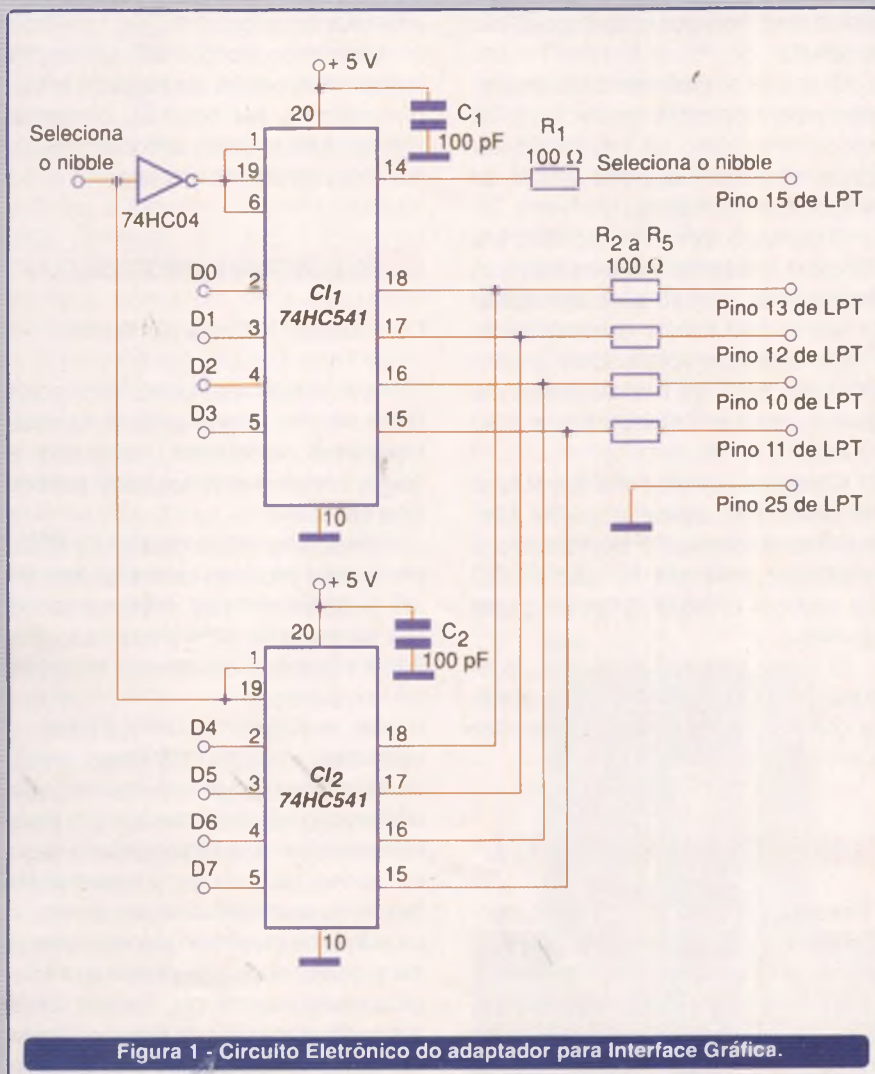 + 5 V
20
C1
100 pF
Seleciona
o nibble
1
19
6
74HC04
14
R1
100 Ω
Seleciona o nibble
Pino 15 de LPT
R2 a R5
100 Ω
D0
2
CI1
74HC541
18
Pino 13 de LPT
D1
3
17
Pino 12 de LPT
D2
4
16
Pino 10 de LPT
D3
5
15
Pino 11 de LPT
Pino 25 de LPT
10
+ 5 V
20
C2
100 pF
1
19
D4
2
18
CI2
74HC541
D5
3
17
D6
4
16
D7
5
15
10
Figura 1 - Circuito Eletrônico do adaptador para Interface Gráfica.